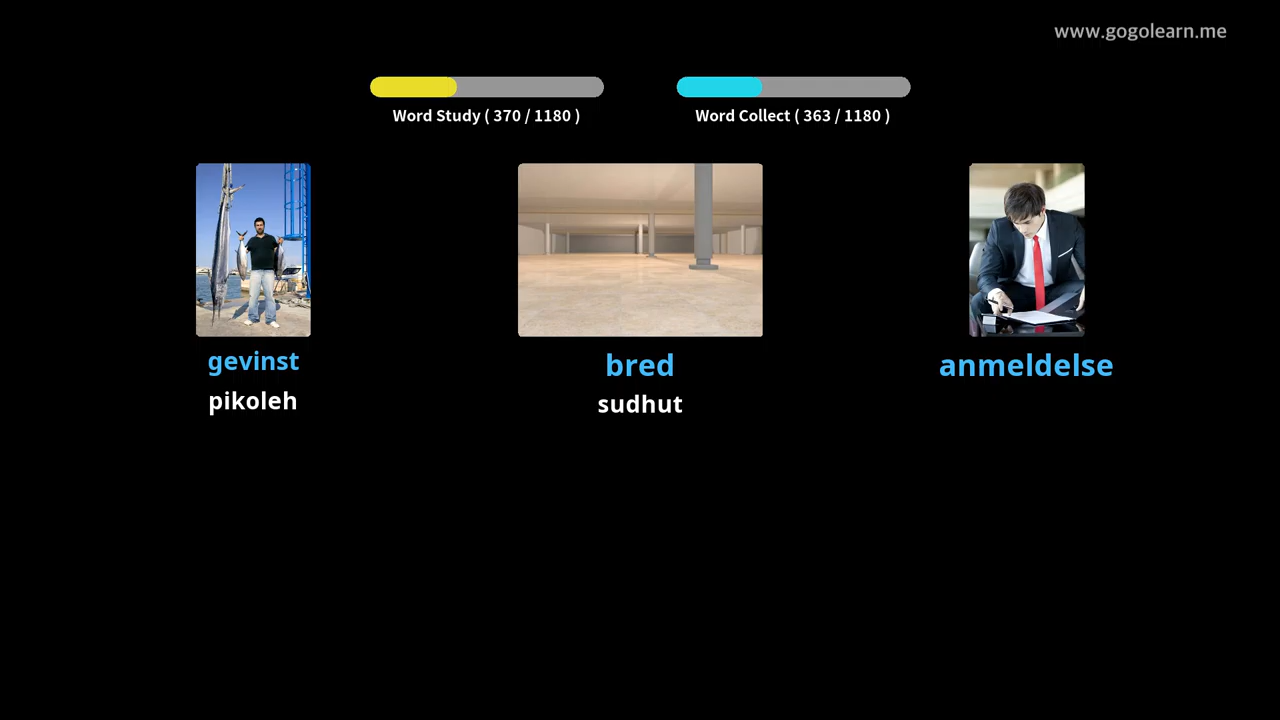 www.gogolearn.me
Word Study ( 370 / 1180 )
Word Collect ( 363 / 1180 )
gevinst
bred
anmeldelse
pikoleh
sudhut